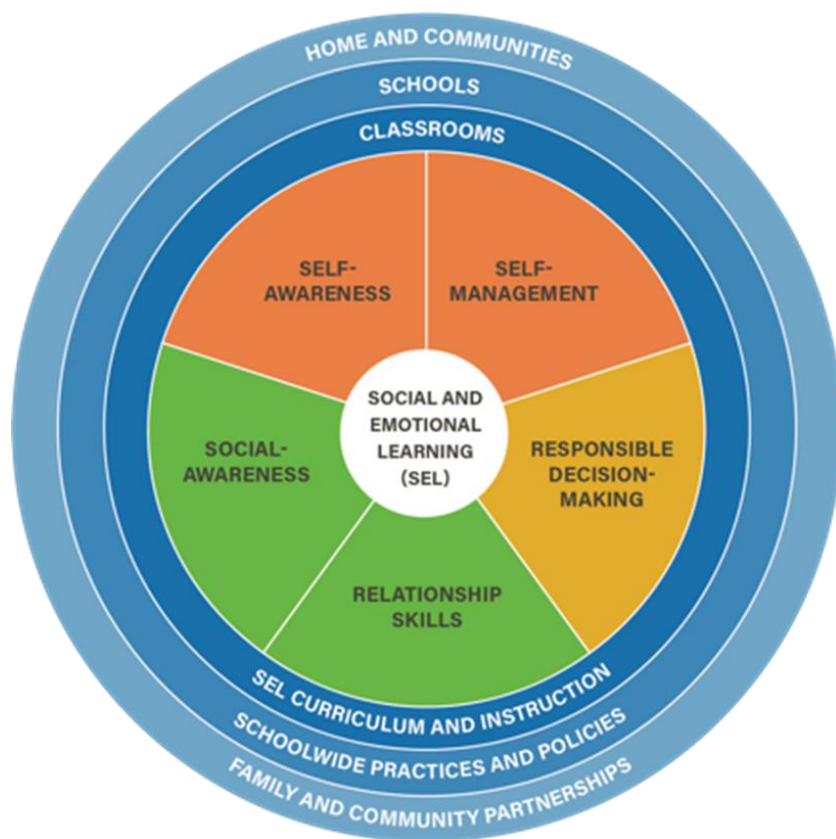 HOME AND COMMUNITIES
SCHOOLS
CLASSROOMS
SELF-
AWARENESS
SELF-
MANAGEMENT
SOCIAL AND
EMOTIONAL
LEARNING
(SEL)
SOCIAL-
AWARENESS
RESPONSIBLE
DECISION-
MAKING
RELATIONSHIP
SKILLS
SEL CURRICULUM AND INSTRUCTION
SCHOOLWIDE PRACTICES AND POLICIES
FAMILY AND COMMUNITY PARTNERSHIPS